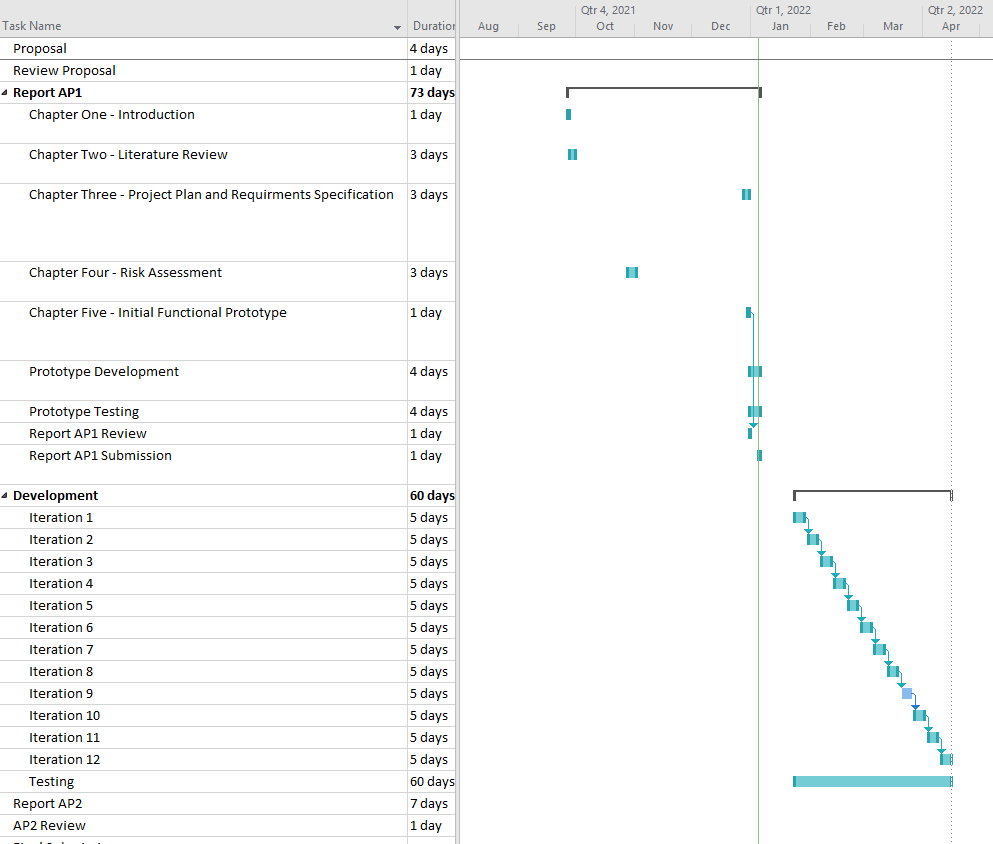 Qtr 4, 2021 Qtr 1, 2022 Qtr 2, 2022
Task Name Duration Aug Sep Oct Nov Dec Jan Feb Mar Apr
Proposal 4 days
Review Proposal 1 day
Report AP1 73 days
Chapter One - Introduction 1 day
Chapter Two - Literature Review 3 days
Chapter Three - Project Plan and Requirments Specification 3 days
Chapter Four - Risk Assessment 3 days
Chapter Five - Initial Functional Prototype 1 day
Prototype Development 4 days
Prototype Testing 4 days
Report AP1 Review 1 day
Report AP1 Submission 1 day
Development 60 days
Iteration 1 5 days
Iteration 2 5 days
Iteration 3 5 days
Iteration 4 5 days
Iteration 5 5 days
Iteration 6 5 days
Iteration 7 5 days
Iteration 8 5 days
Iteration 9 5 days
Iteration 10 5 days
Iteration 11 5 days
Iteration 12 5 days
Testing 60 days
Report AP2 7 days
AP2 Review 1 day